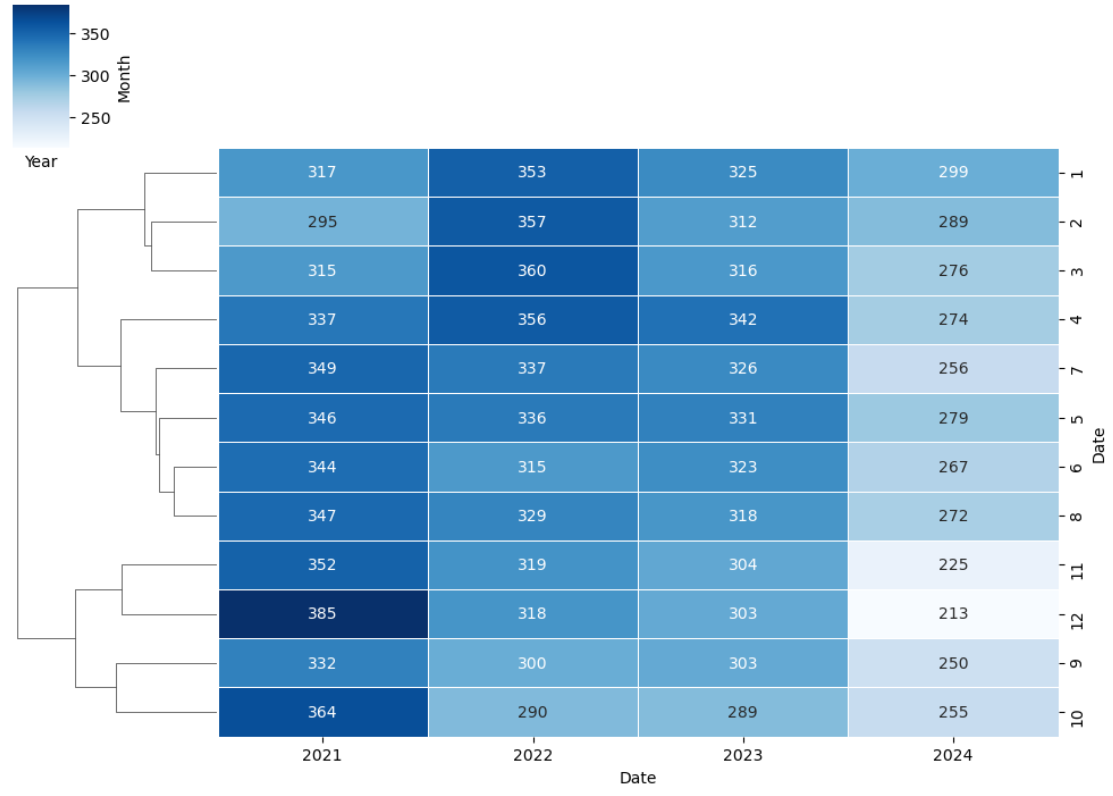 350
300
250
Month
Year
317 353 325 299 1
295 357 312 289 2
315 360 316 276 3
337 356 342 274 4
349 337 326 256 7
346 336 331 279 5
344 315 323 267 6
347 329 318 272 8
352 319 304 225 11
385 318 303 213 12
332 300 303 250 9
364 290 289 255 10
Date
2021 2022 2023 2024
Date